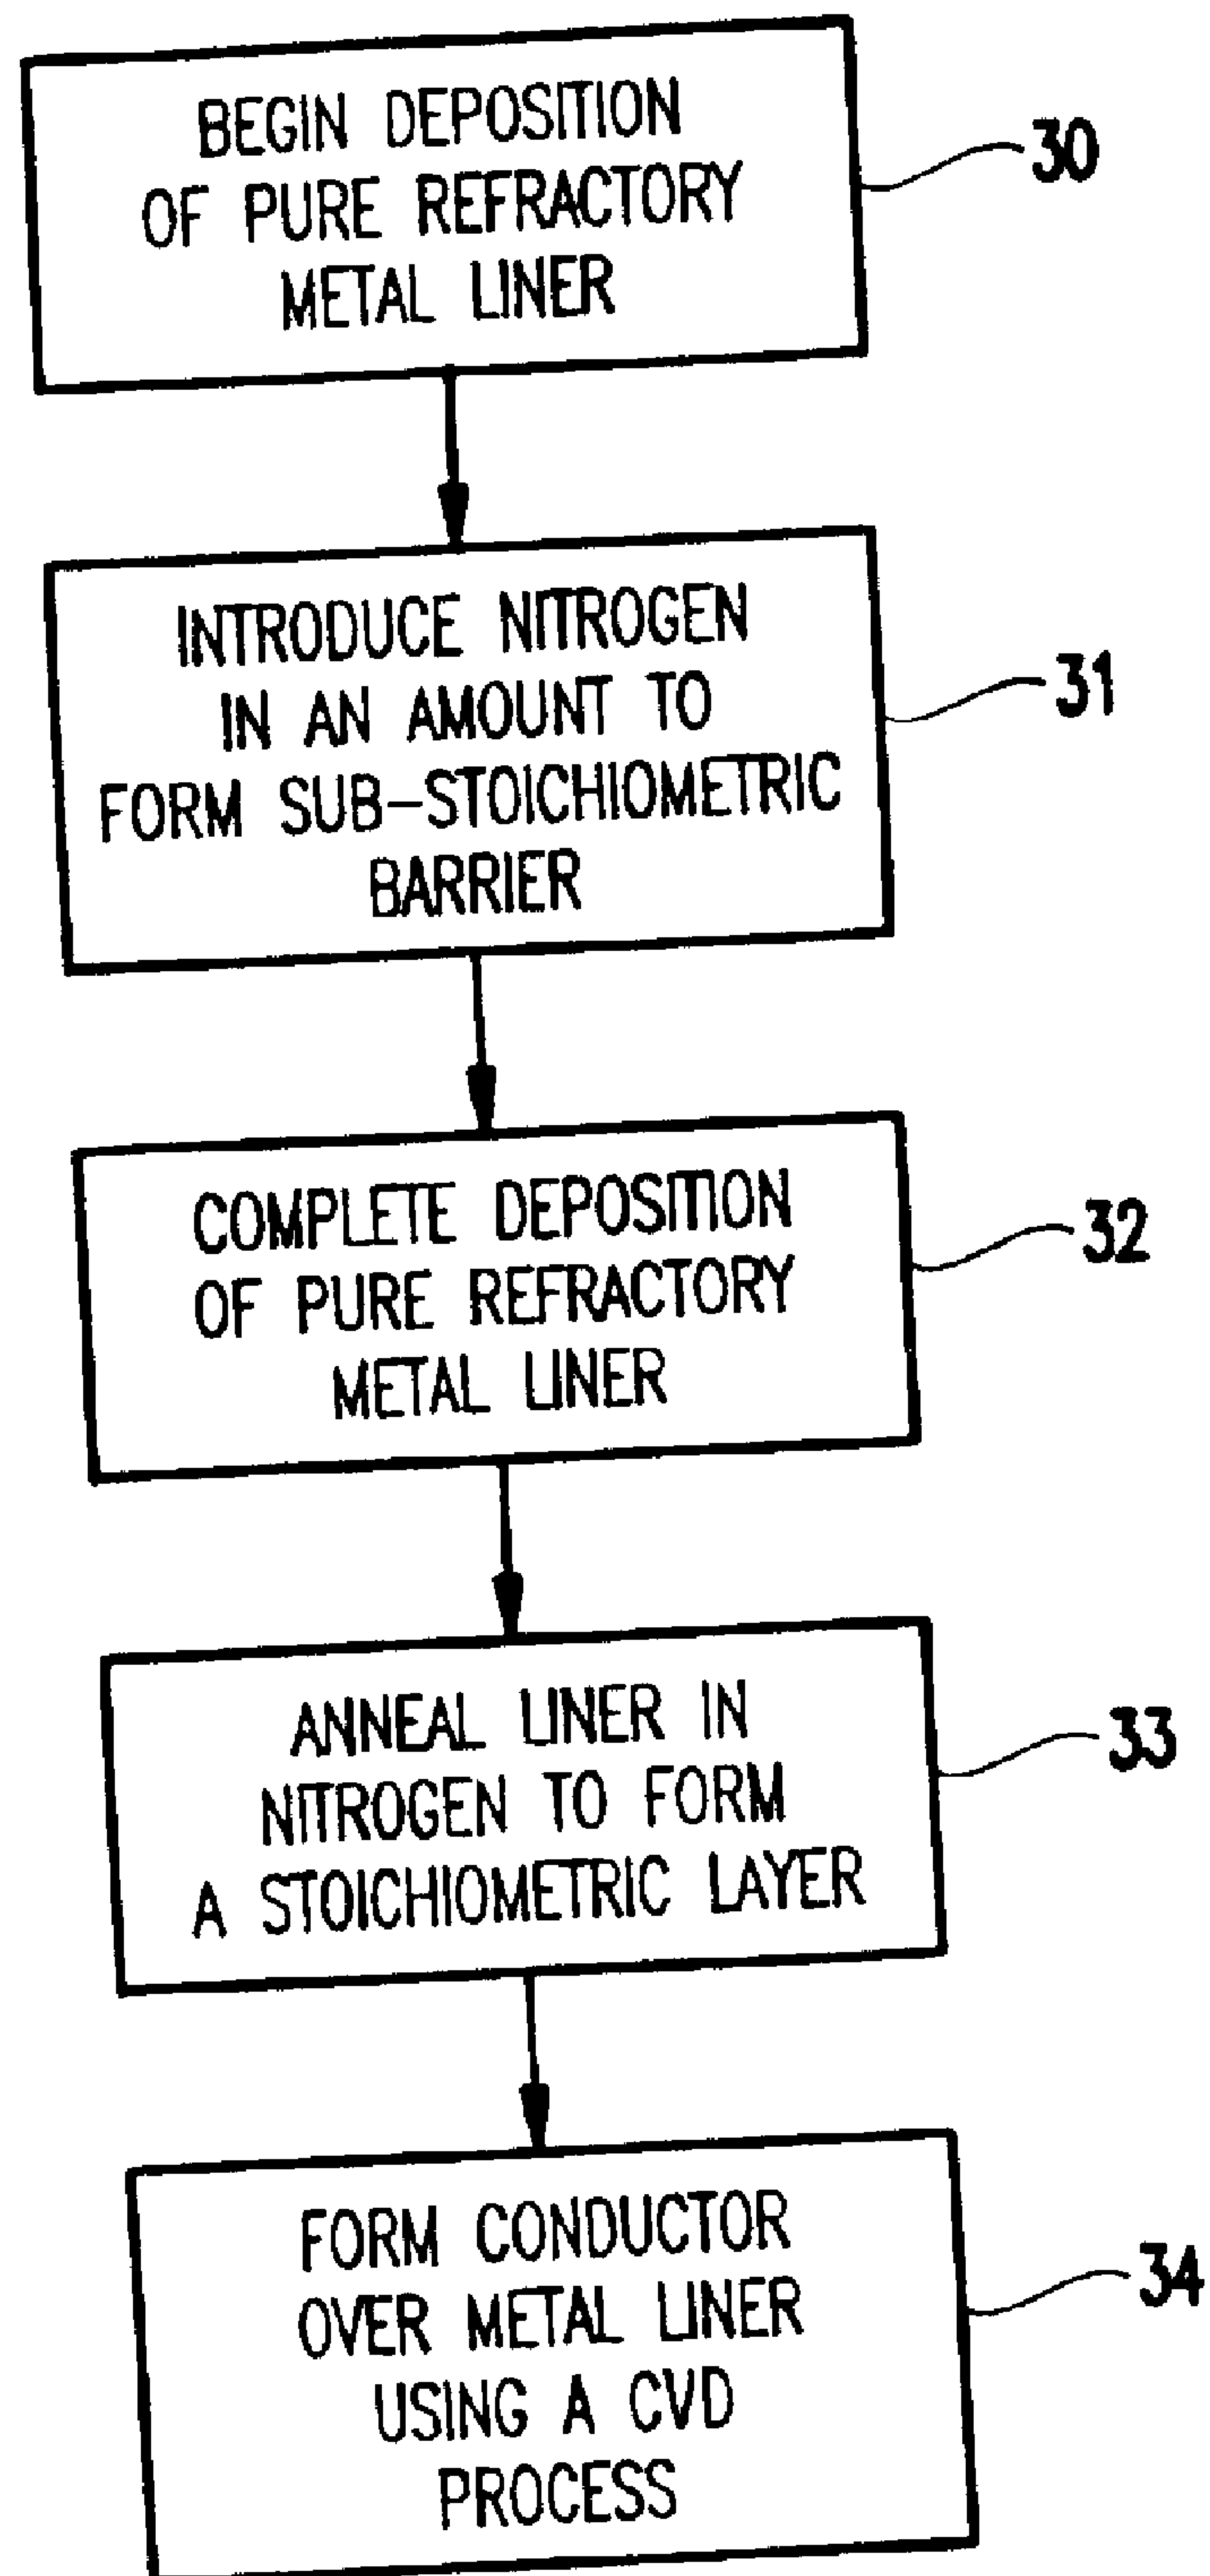 BEGIN DEPOSITION
OF PURE REFRACTORY
METAL LINER
30
INTRODUCE NITROGEN
IN AN AMOUNT TO
FORM SUB-STOICHIOMETRIC
BARRIER
31
COMPLETE DEPOSITION
OF PURE REFRACTORY
METAL LINER
32
ANNEAL LINER IN
NITROGEN TO FORM
A STOICHIOMETRIC LAYER
33
FORM CONDUCTOR
OVER METAL LINER
USING A CVD
PROCESS
34